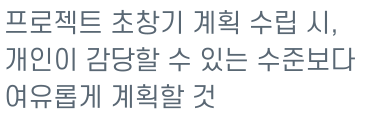 프로젝트 초창기 계획 수립 시,
개인이 감당할 수 있는 수준보다
여유롭게 계획할 것